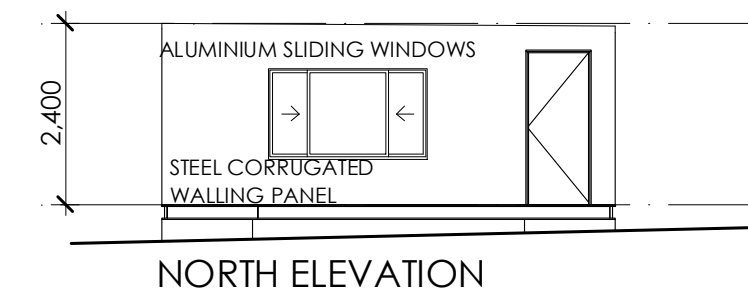 ALUMINIUM SLIDING WINDOWS
2,400
STEEL CORRUGATED
WALLING PANEL
NORTH ELEVATION